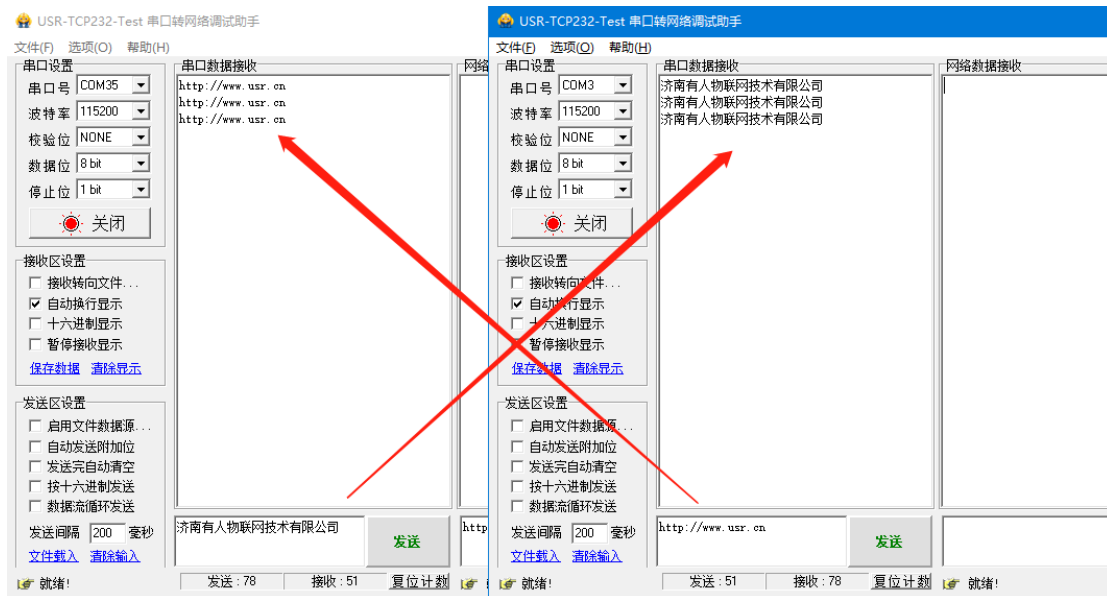 USR-TCP232-Test 串口转网络调试助手
文件(F) 选项(O) 帮助(H)
串口设置
串口号 COM35
波特率 115200
校验位 NONE
数据位 8 bit
停止位 1 bit
关闭
接收区设置
接收转向文件...
自动换行显示
十六进制显示
暂停接收显示
保存数据 清除显示
发送区设置
启用文件数据源...
自动发送附加位
发送完自动清空
按十六进制发送
数据流循环发送
发送间隔 200 毫秒
文件载入 清除输入
就绪!
串口数据接收
http://www.usr.cn
http://www.usr.cn
http://www.usr.cn
济南有人物联网技术有限公司
发送
发送 : 78 接收 : 51 复位计数
网络
http
USR-TCP232-Test 串口转网络调试助手
文件(F) 选项(O) 帮助(H)
串口设置
串口号 COM3
波特率 115200
校验位 NONE
数据位 8 bit
停止位 1 bit
关闭
接收区设置
接收转向文件...
自动换行显示
十六进制显示
暂停接收显示
保存数据 清除显示
发送区设置
启用文件数据源...
自动发送附加位
发送完自动清空
按十六进制发送
数据流循环发送
发送间隔 200 毫秒
文件载入 清除输入
就绪!
串口数据接收
济南有人物联网技术有限公司
济南有人物联网技术有限公司
济南有人物联网技术有限公司
http://www.usr.cn
发送
发送 : 51 接收 : 78 复位计数
网络数据接收
就绪!